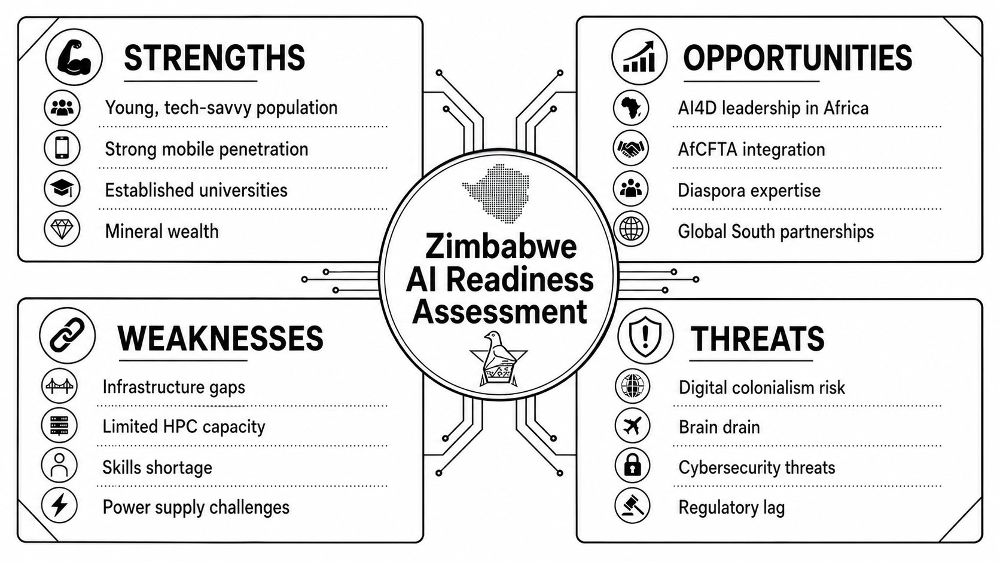 STRENGTHS
Young, tech-savvy population
Strong mobile penetration
Established universities
Mineral wealth
OPPORTUNITIES
AI4D leadership in Africa
AfCFTA integration
Diaspora expertise
Global South partnerships
Zimbabwe
AI Readiness
Assessment
WEAKNESSES
Infrastructure gaps
Limited HPC capacity
Skills shortage
Power supply challenges
THREATS
Digital colonialism risk
Brain drain
Cybersecurity threats
Regulatory lag